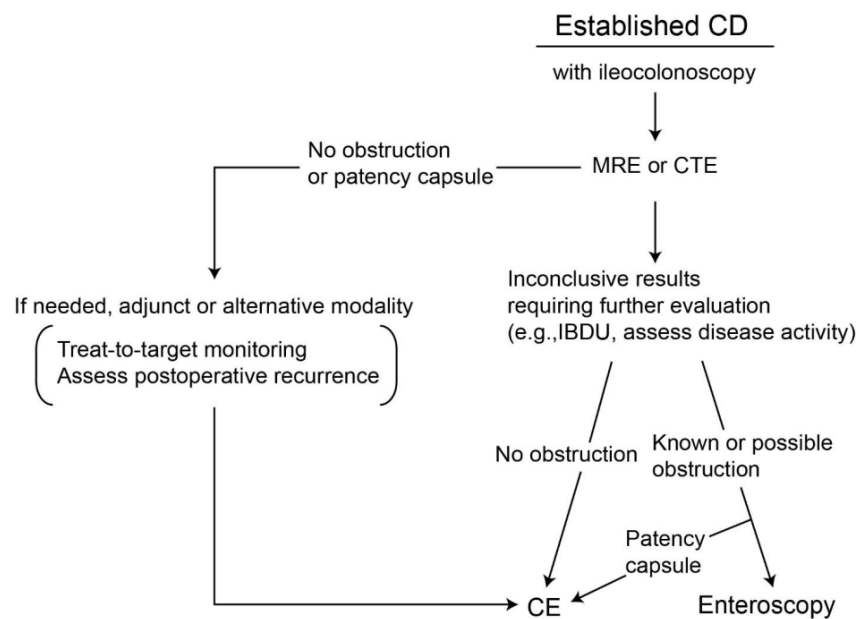 Established CD
with ileocolonoscopy
No obstruction
or patency capsule
MRE or CTE
If needed, adjunct or alternative modality
Treat-to-target monitoring
Assess postoperative recurrence
Inconclusive results
requiring further evaluation
(e.g.,IBDU, assess disease activity)
No obstruction
Known or possible
obstruction
Patency
capsule
CE
Enteroscopy